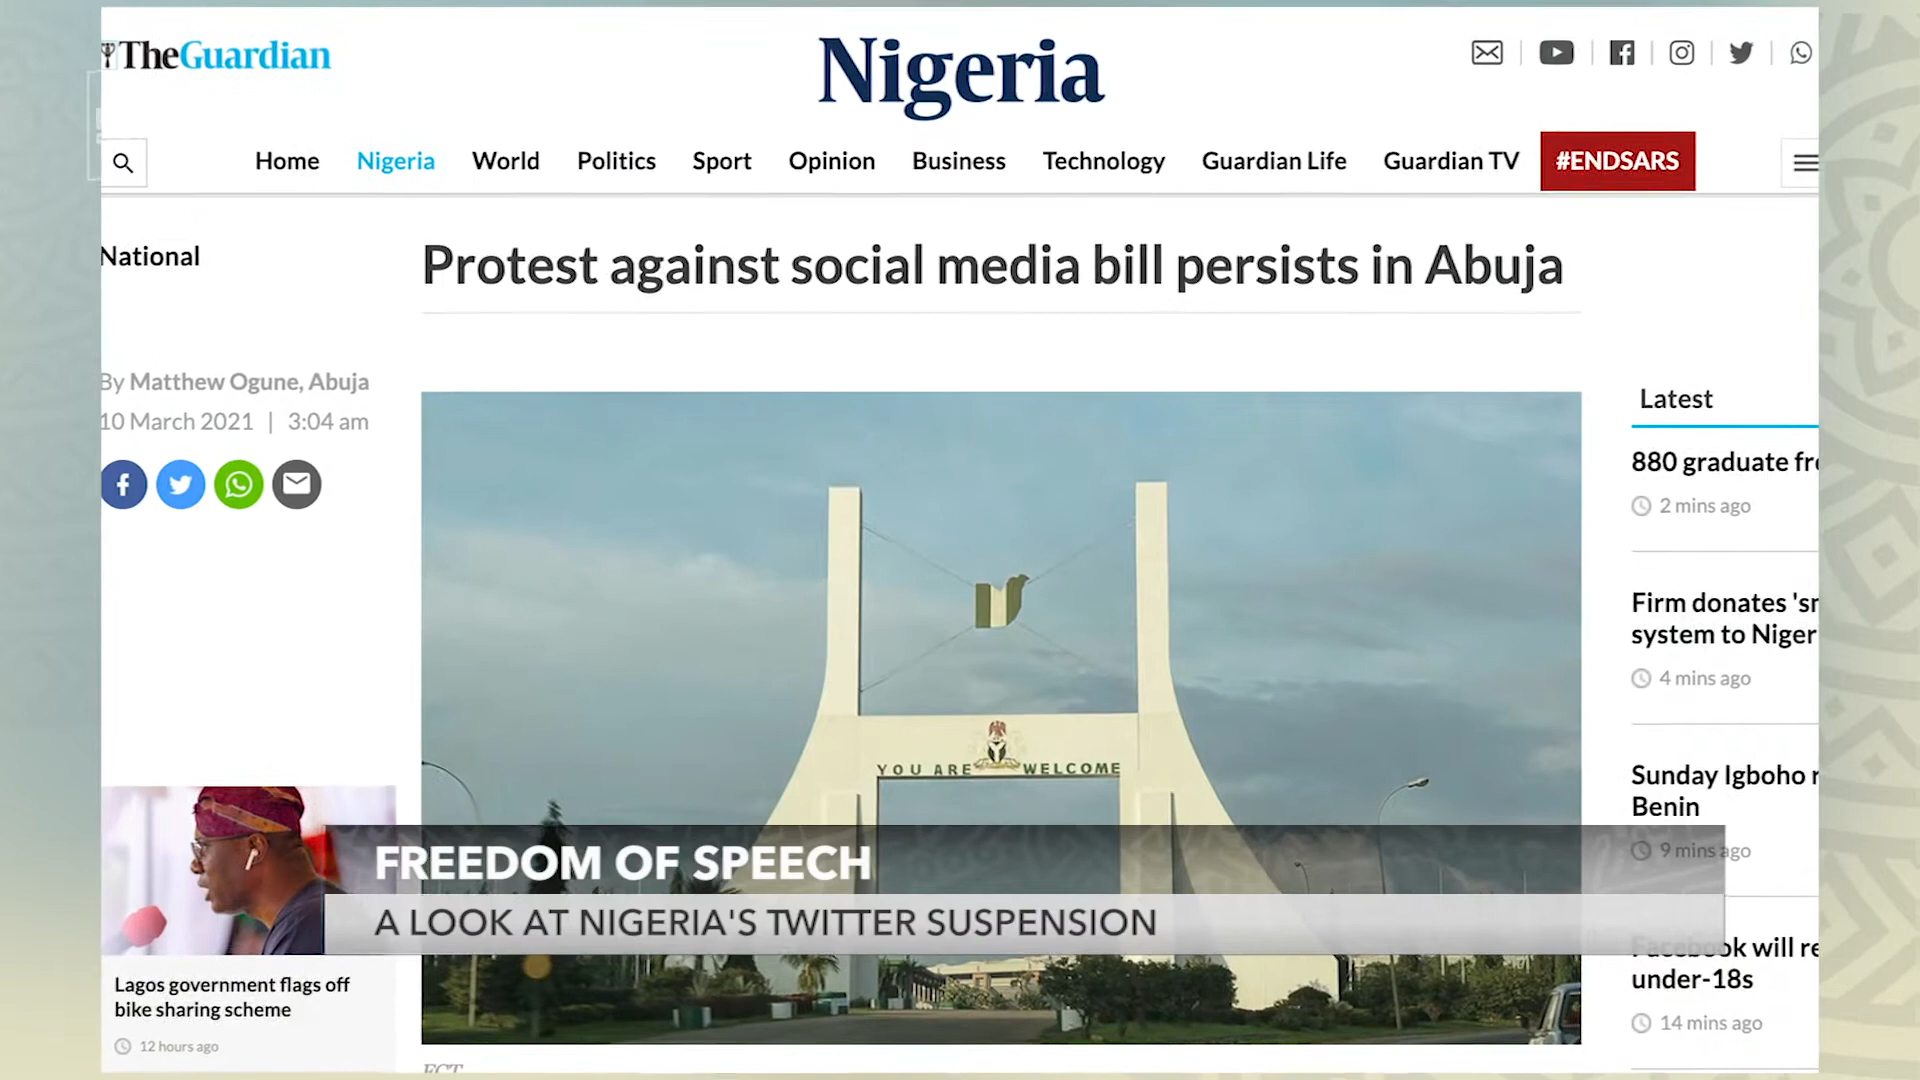 TheGuardian
Nigeria
Home Nigeria World Politics Sport Opinion Business Technology Guardian Life Guardian TV #ENDSARS
National
Protest against social media bill persists in Abuja
By Matthew Ogune, Abuja
10 March 2021 | 3:04 am
Latest
880 graduate
2 mins ago
Firm donates
system to
4 mins ago
Sunday Igboho
Benin
9 mins ago
YOU ARE WELCOME
FREEDOM OF SPEECH
A LOOK AT NIGERIA'S TWITTER SUSPENSION
Facebook will
under-18s
14 mins ago
Lagos government flags off
bike sharing scheme
12 hours ago
FCT